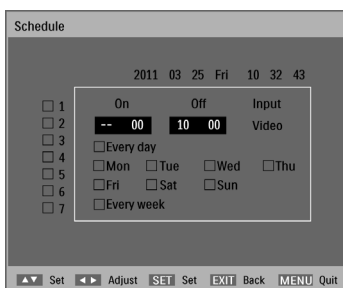 Schedule
2011 03 25 Fri 10 32 43
1
2
3
4
5
6
7
On Off Input
-- 00 10 00 Video
Every day
Mon Tue Wed Thu
Fri Sat Sun
Every week
Set Adjust SET Set EXIT Back MENU Quit